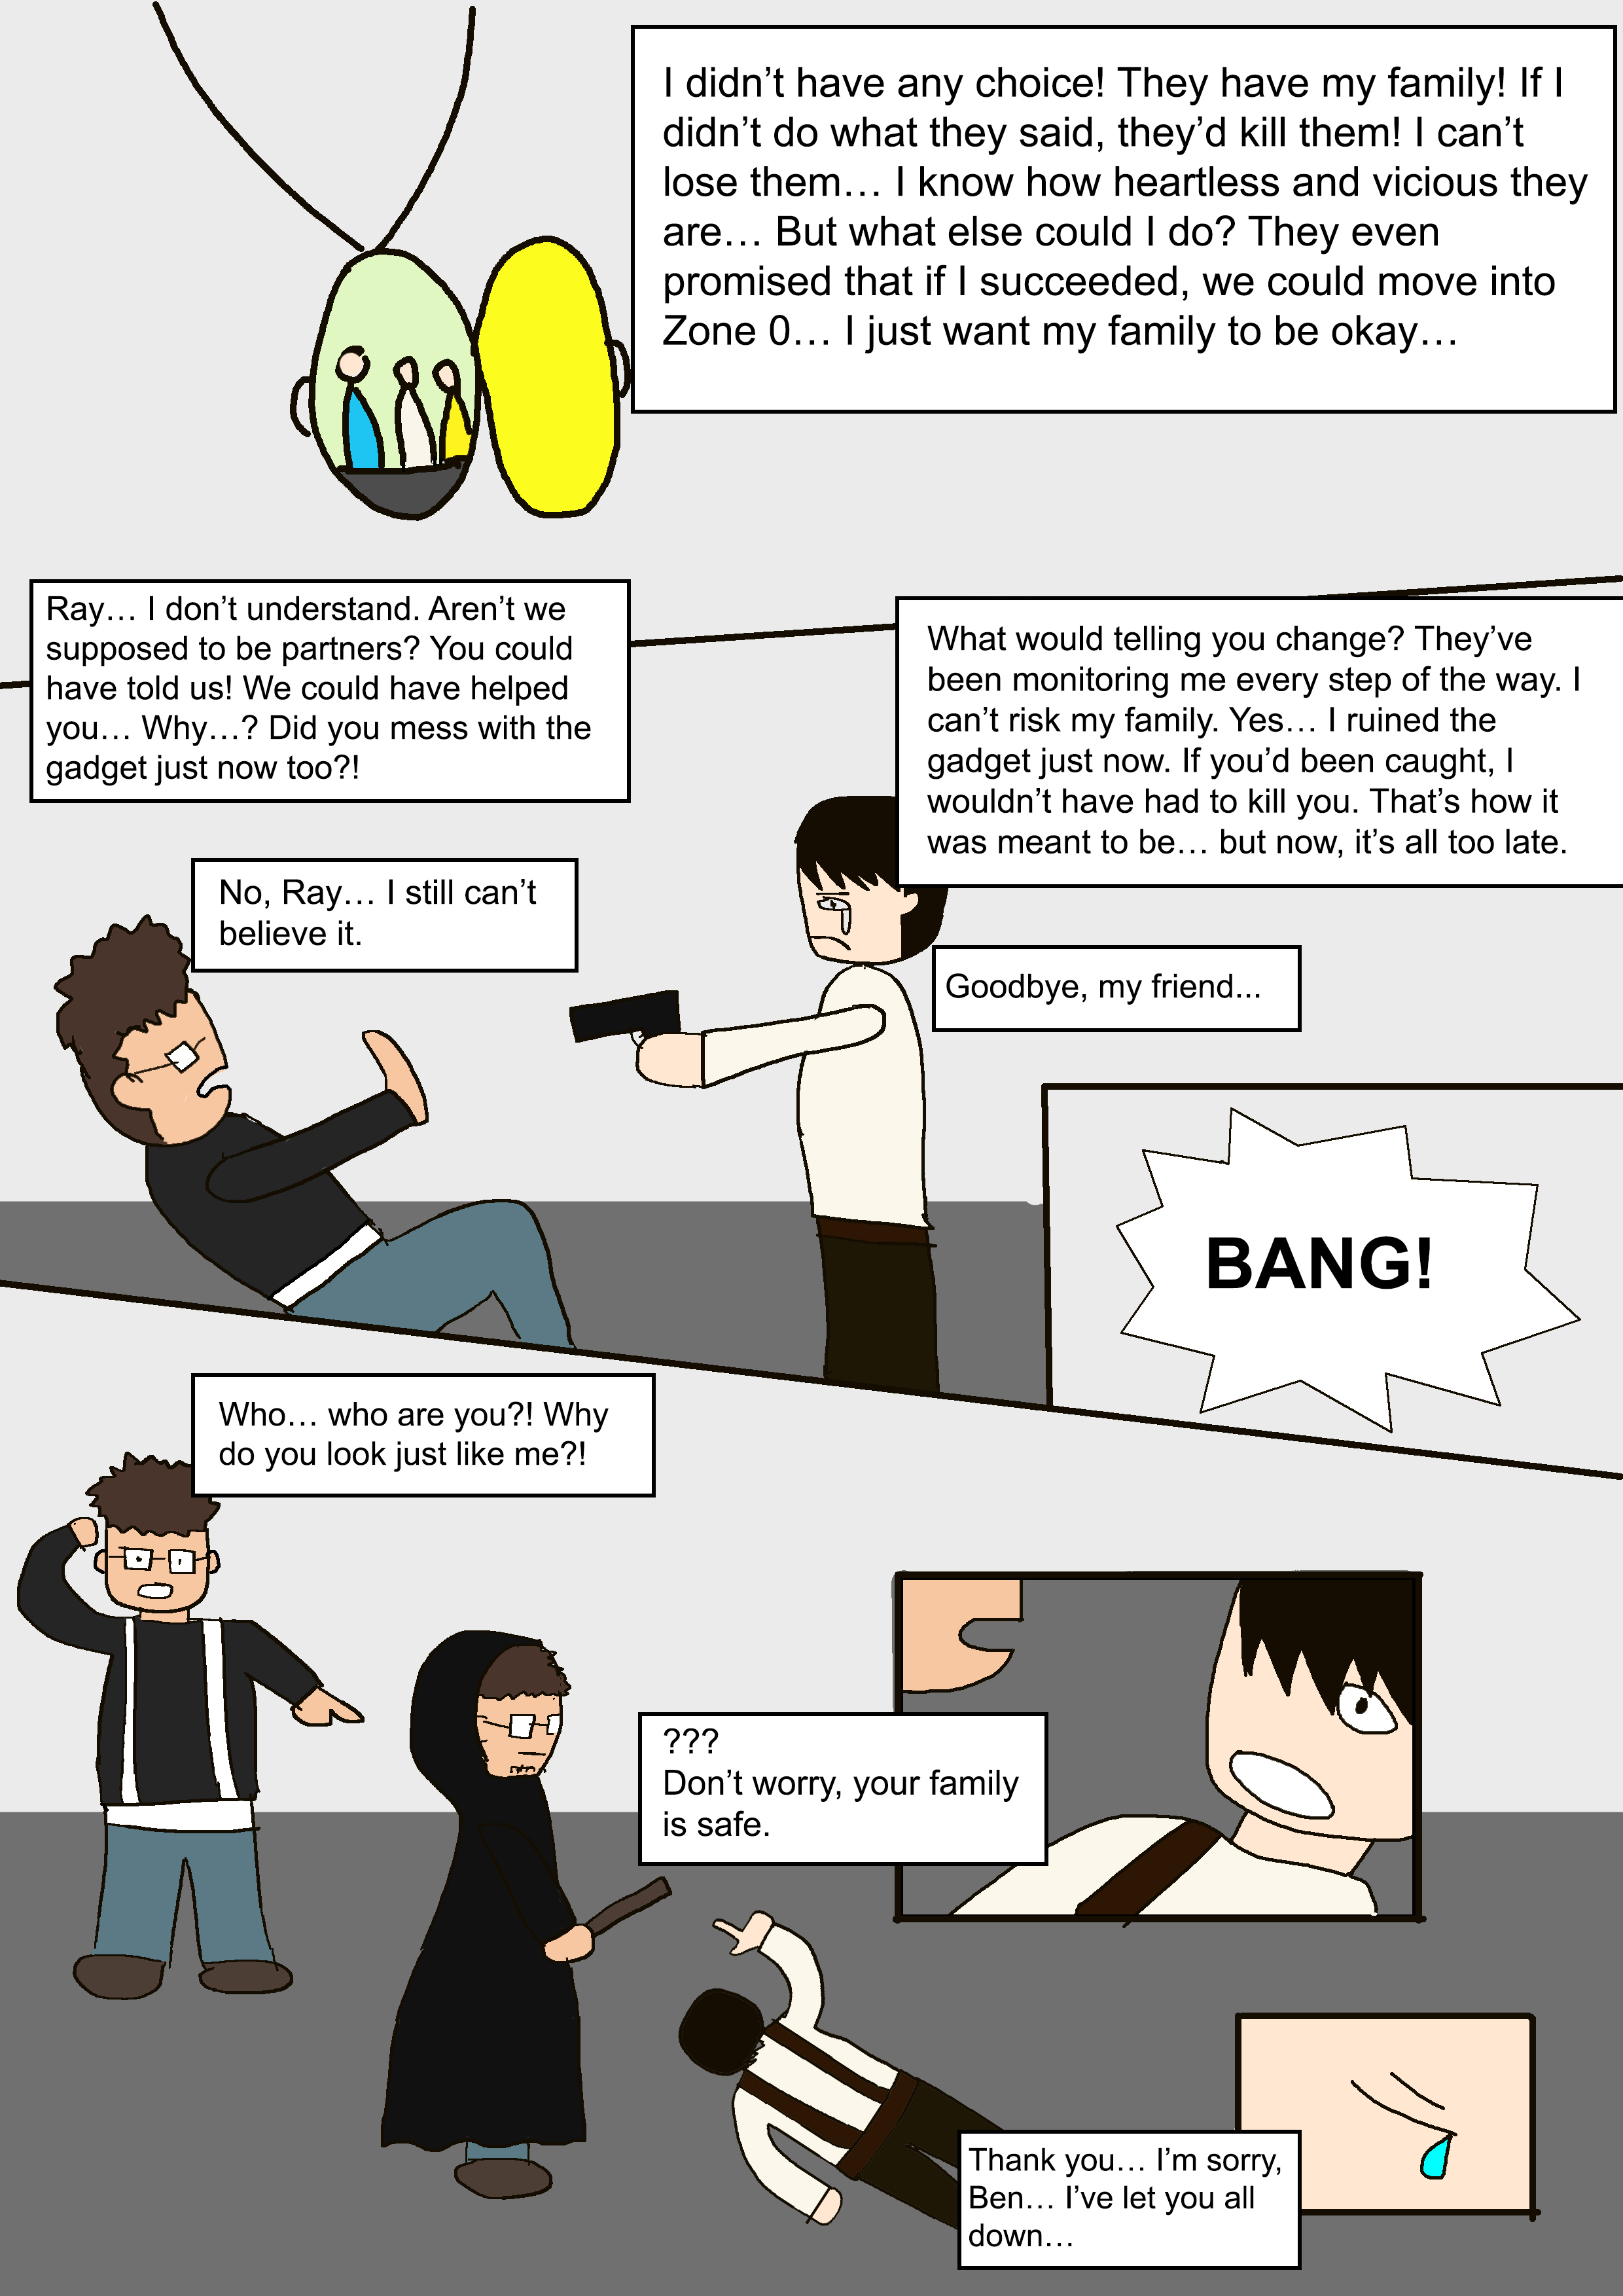 I didn’t have any choice! They have my family! If I
didn’t do what they said, they’d kill them! I can’t
lose them… I know how heartless and vicious they
are… But what else could I do? They even
promised that if I succeeded, we could move into
Zone 0… I just want my family to be okay…
Ray… I don’t understand. Aren’t we
supposed to be partners? You could
have told us! We could have helped
you… Why…? Did you mess with the
gadget just now too?!
What would telling you change? They’ve
been monitoring me every step of the way. I
can’t risk my family. Yes… I ruined the
gadget just now. If you’d been caught, I
wouldn’t have had to kill you. That’s how it
was meant to be… but now, it’s all too late.
No, Ray… I still can’t
believe it.
Goodbye, my friend...
BANG!
Who… who are you?! Why
do you look just like me?!
???
Don’t worry, your family
is safe.
Thank you… I’m sorry,
Ben… I’ve let you all
down…